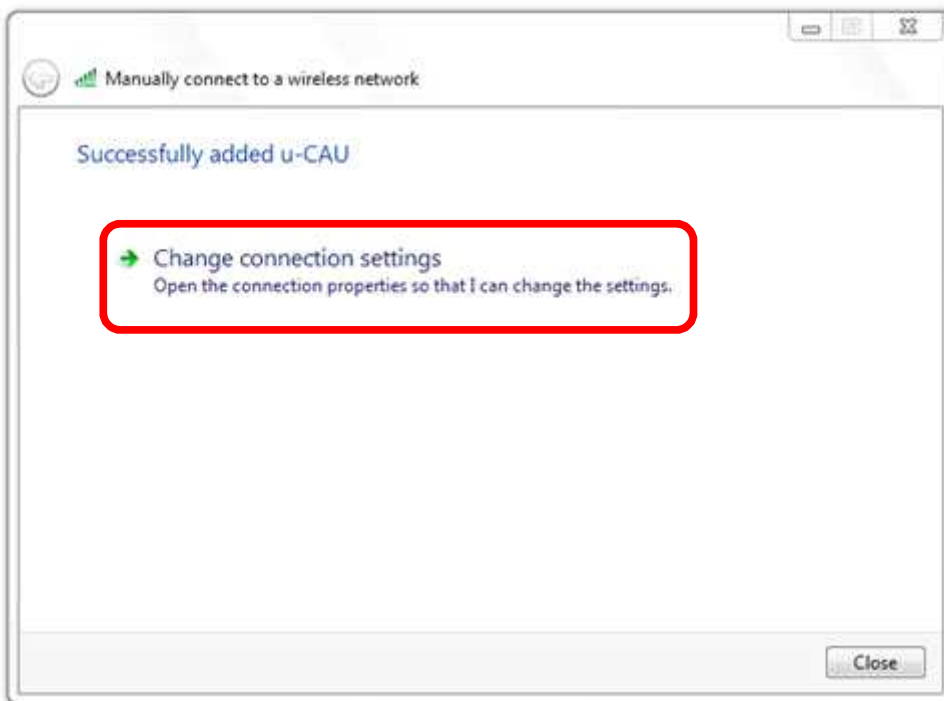 Manually connect to a wireless network
Successfully added u-CAU
Change connection settings
Open the connection properties so that I can change the settings.
Close